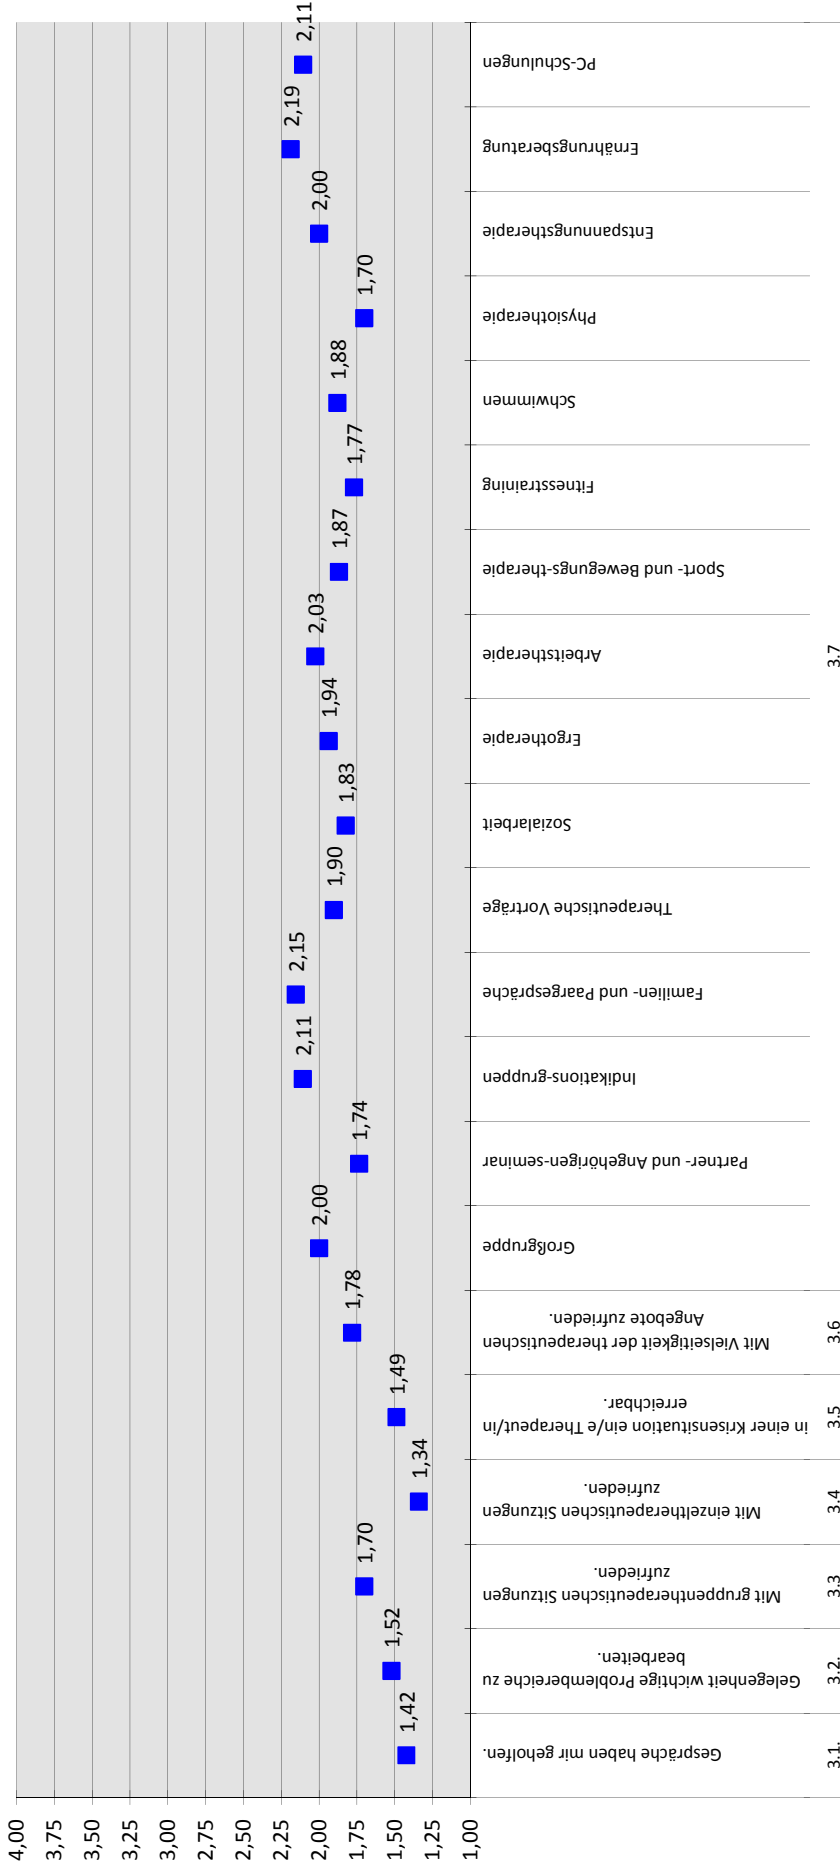 4,00
3,75
3,50
3,25
3,00
2,75
2,50
2,25
2,00
1,75
1,50
1,25
1,00
1,42
1,52
1,70
1,34
1,49
1,78
2,00
1,74
2,11
2,15
1,90
1,83
1,94
2,03
1,87
1,77
1,88
1,70
2,00
2,19
2,11
Gespräche haben mir geholfen.
Gelegenheit wichtige Problembereiche zu
bearbeiten.
Mit gruppentherapeutischen Sitzungen
zufrieden.
Mit einzeltherapeutischen Sitzungen
zufrieden.
in einer Krisensituation ein/e Therapeut/in
erreichbar.
Mit Vielseitigkeit der therapeutischen
Angebote zufrieden.
Großgruppe
Partner- und Angehörigen-seminar
Indikations-gruppen
Familien- und Paargespräche
Therapeutische Vorträge
Sozialarbeit
Ergotherapie
Arbeitstherapie
Sport- und Bewegungs-therapie
Fitnesstraining
Schwimmen
Physiotherapie
Entspannungstherapie
Ernährungsberatung
PC-Schulungen
3.1.
3.2.
3.3
3.4
3.5
3.6
3.7